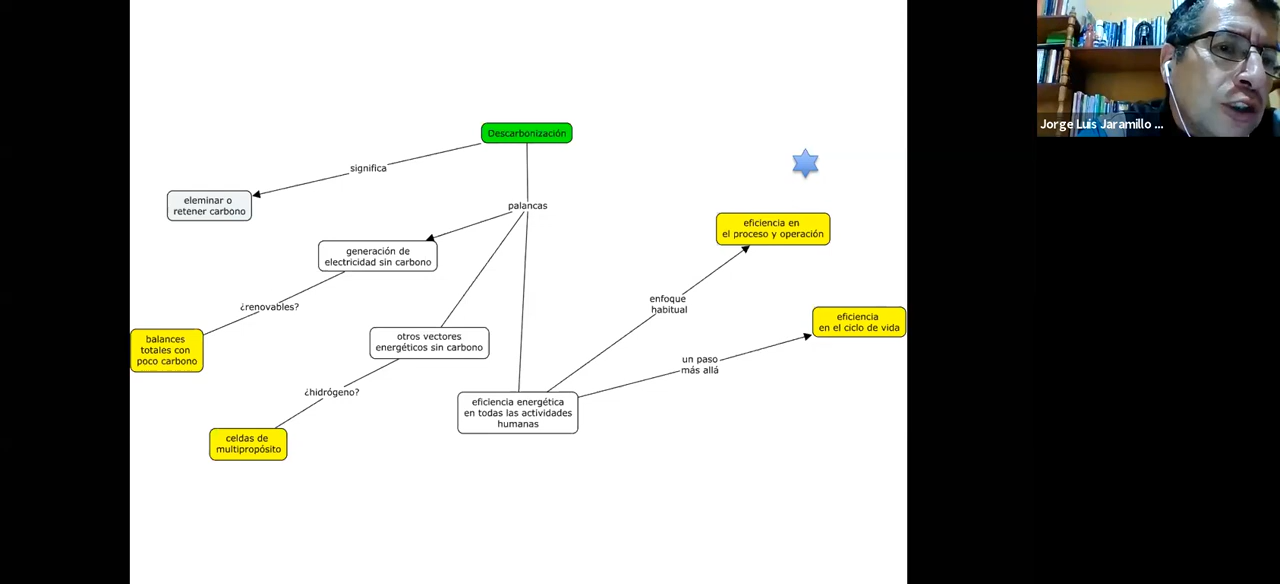 Descarbonización
significa
eleminar o
retener carbono
palancas
generación de
electricidad sin carbono
¿renovables?
balances
totales con
poco carbono
otros vectores
energéticos sin carbono
¿hidrógeno?
celdas de
multipropósito
eficiencia energética
en todas las actividades
humanas
enfoque
habitual
eficiencia en
el proceso y operación
un paso
más allá
eficiencia
en el ciclo de vida
Jorge Luis Jaramillo ...